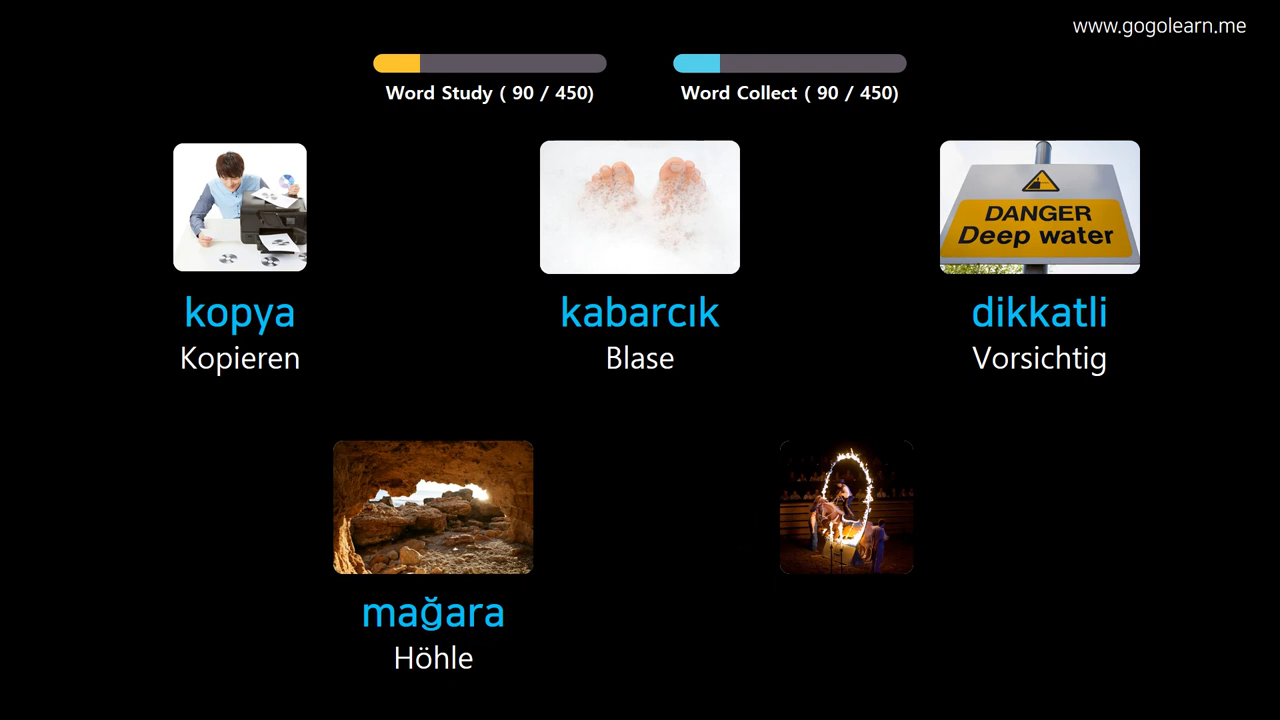 www.gogolearn.me
Word Study ( 90 / 450)
Word Collect ( 90 / 450)
DANGER
Deep water
kopya
Kopieren
kabarcık
Blase
dikkatli
Vorsichtig
mağara
Höhle